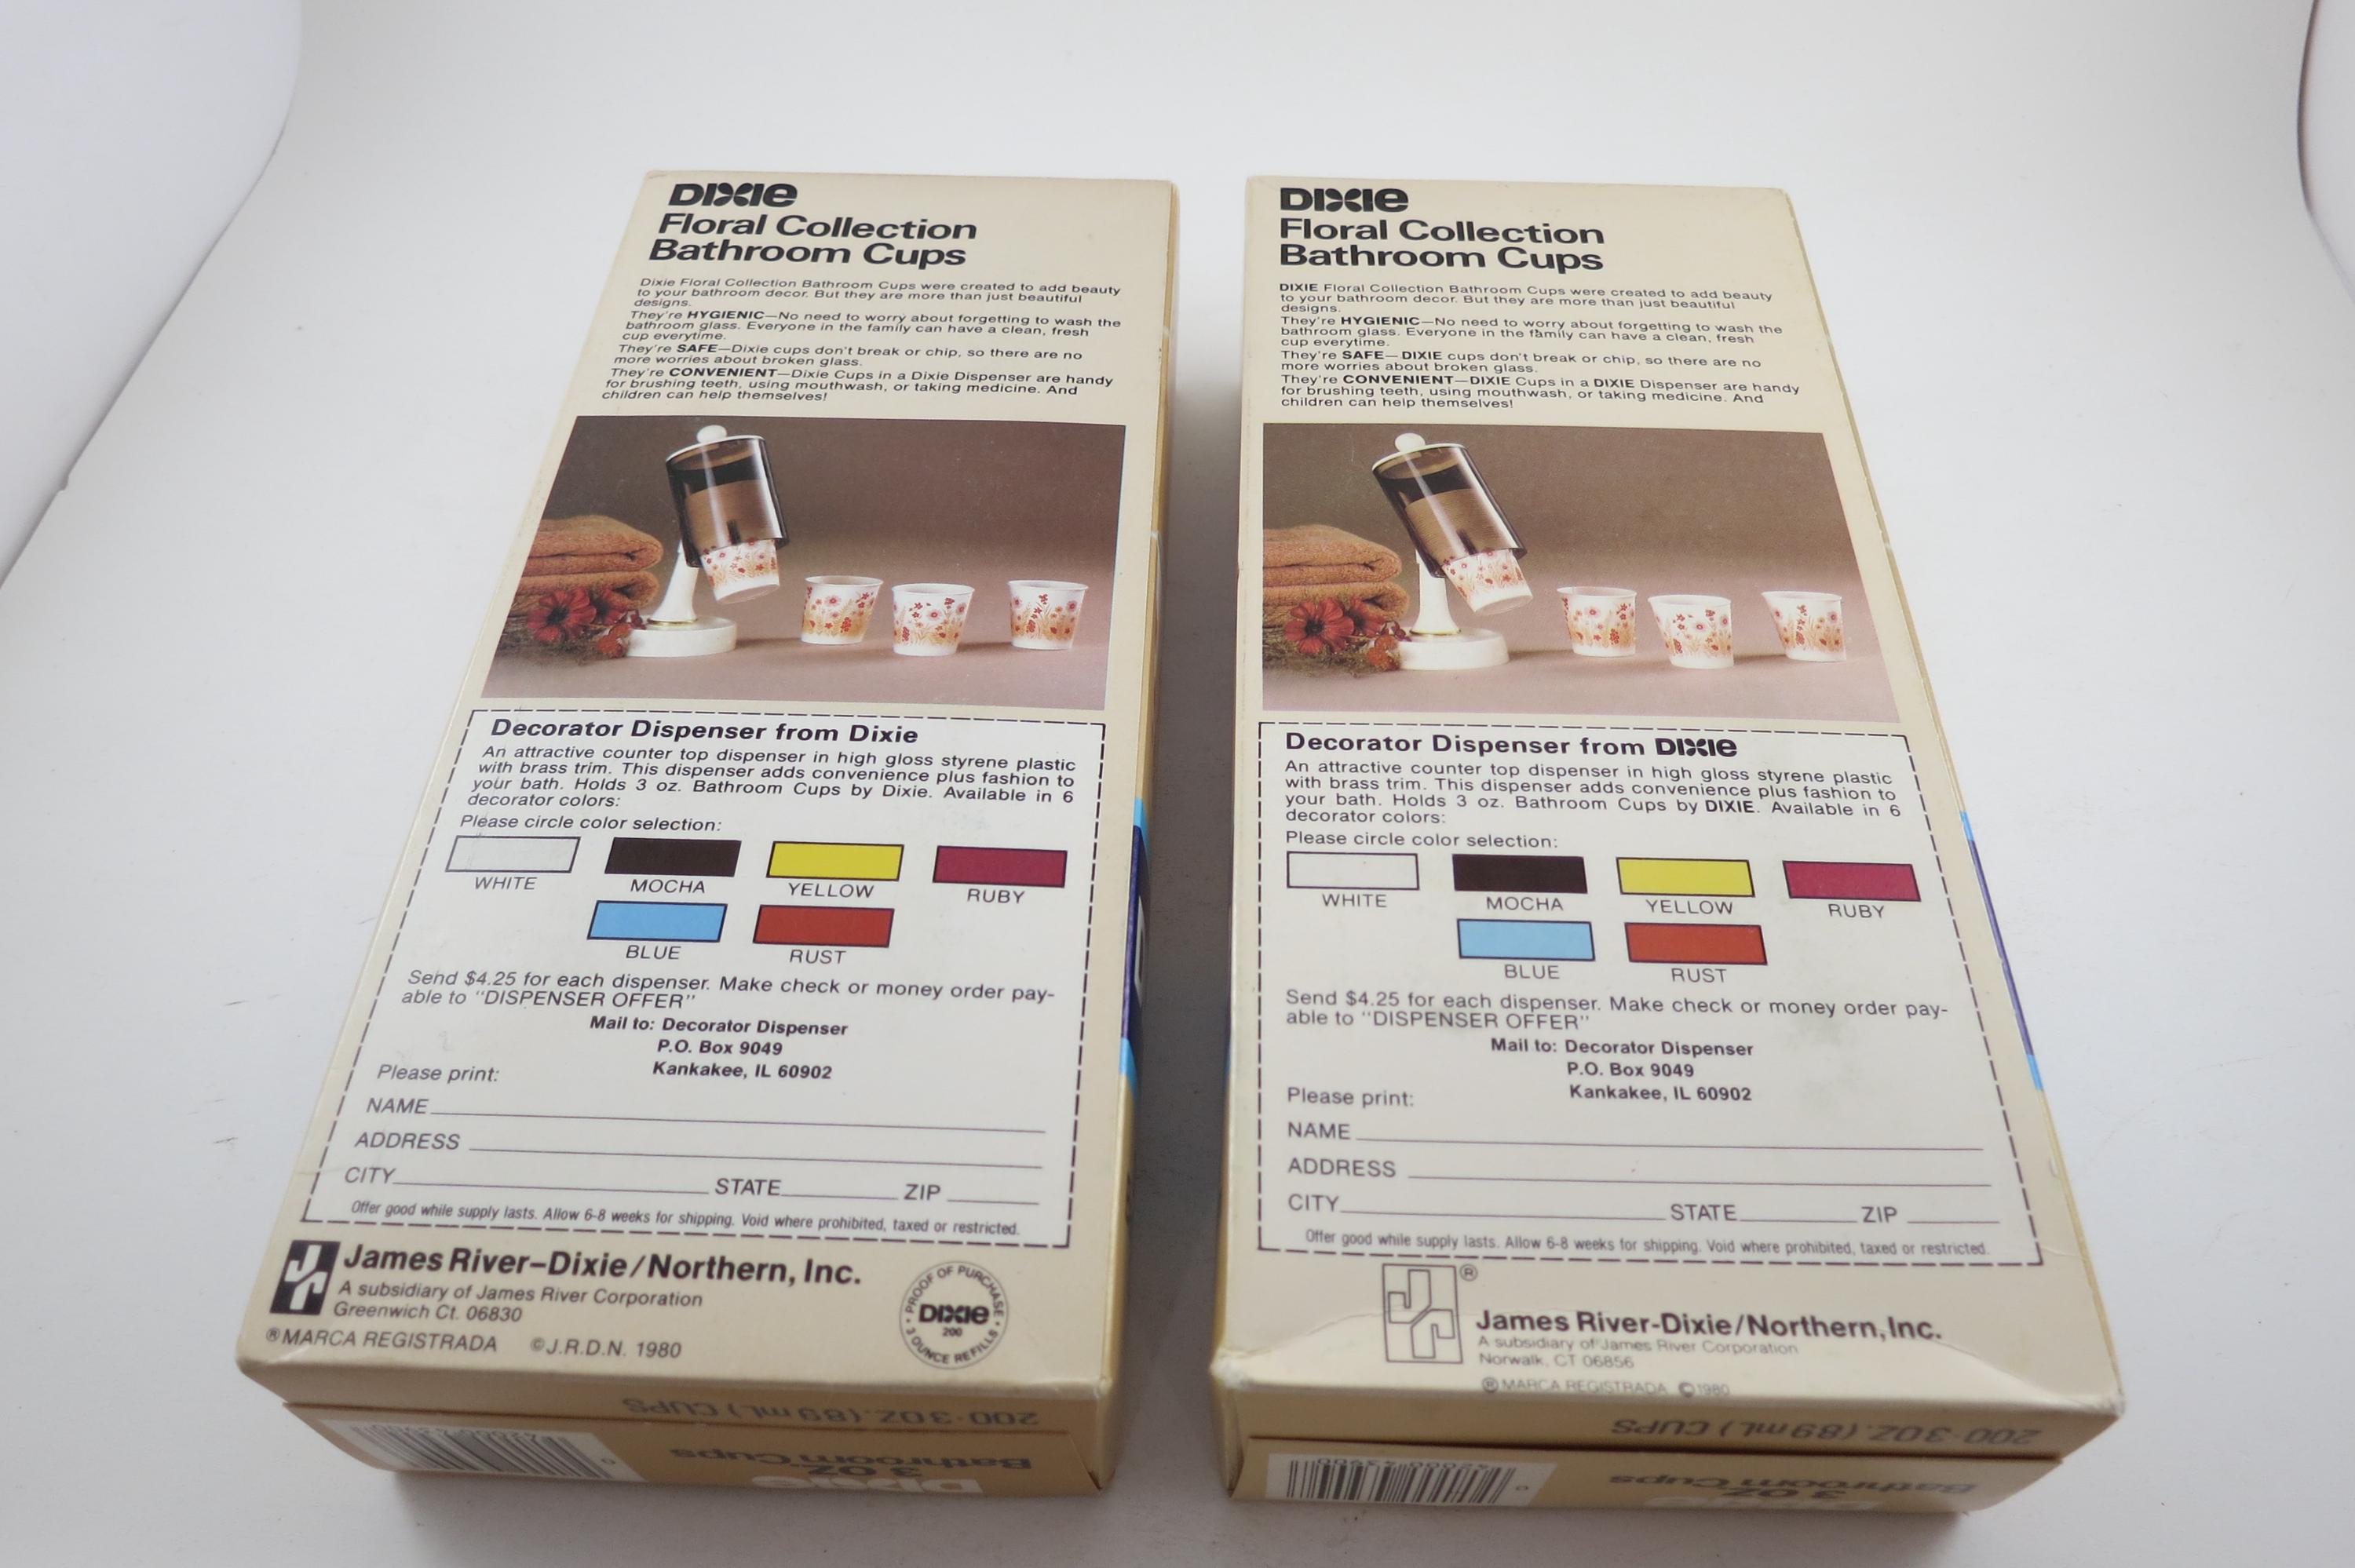 DIXIE
Floral Collection
Bathroom Cups
Dixie Floral Collection Bathroom Cups were created to add beauty
to your bathroom decor. But they are more than just beautiful
designs.
They're HYGIENIC—No need to worry about forgetting to wash the
bathroom glass. Everyone in the family can have a clean, fresh
cup everytime.
They're SAFE—Dixie cups don't break or chip, so there are no
more worries about broken glass.
They're CONVENIENT—Dixie Cups in a Dixie Dispenser are handy
for brushing teeth, using mouthwash, or taking medicine. And
children can help themselves!
Decorator Dispenser from Dixie
An attractive counter top dispenser in high gloss styrene plastic
with brass trim. This dispenser adds convenience plus fashion to
your bath. Holds 3 oz. Bathroom Cups by Dixie. Available in 6
decorator colors:
Please circle color selection:
WHITE MOCHA YELLOW RUBY
BLUE RUST
Send $4.25 for each dispenser. Make check or money order pay-
able to "DISPENSER OFFER"
Mail to: Decorator Dispenser
P.O. Box 9049
Kankakee, IL 60902
Please print:
NAME
ADDRESS
CITY STATE ZIP
Offer good while supply lasts. Allow 6-8 weeks for shipping. Void where prohibited, taxed or restricted.
James River–Dixie/Northern, Inc.
A subsidiary of James River Corporation
Greenwich Ct. 06830
®MARCA REGISTRADA ©J.R.D.N. 1980
PROOF OF PURCHASE
DIXIE
200
3 OUNCE REFILLS
200-3OZ.(89mL) CUPS
Dixie
3 OZ
Bathroom Cups
DIXIE
Floral Collection
Bathroom Cups
DIXIE Floral Collection Bathroom Cups were created to add beauty
to your bathroom decor. But they are more than just beautiful
designs.
They're HYGIENIC—No need to worry about forgetting to wash the
bathroom glass. Everyone in the family can have a clean, fresh
cup everytime.
They're SAFE—DIXIE cups don't break or chip, so there are no
more worries about broken glass.
They're CONVENIENT—DIXIE Cups in a DIXIE Dispenser are handy
for brushing teeth, using mouthwash, or taking medicine. And
children can help themselves!
Decorator Dispenser from DIXIE
An attractive counter top dispenser in high gloss styrene plastic
with brass trim. This dispenser adds convenience plus fashion to
your bath. Holds 3 oz. Bathroom Cups by DIXIE. Available in 6
decorator colors:
Please circle color selection:
WHITE MOCHA YELLOW RUBY
BLUE RUST
Send $4.25 for each dispenser. Make check or money order pay-
able to "DISPENSER OFFER"
Mail to: Decorator Dispenser
P.O. Box 9049
Kankakee, IL 60902
Please print:
NAME
ADDRESS
CITY STATE ZIP
Offer good while supply lasts. Allow 6-8 weeks for shipping. Void where prohibited, taxed or restricted.
®
James River-Dixie/Northern, Inc.
A subsidiary of James River Corporation
Norwalk, CT 06856
®MARCA REGISTRADA ©1980
200 3OZ.(89mL) CUPS
3 OZ
Bathroom Cups